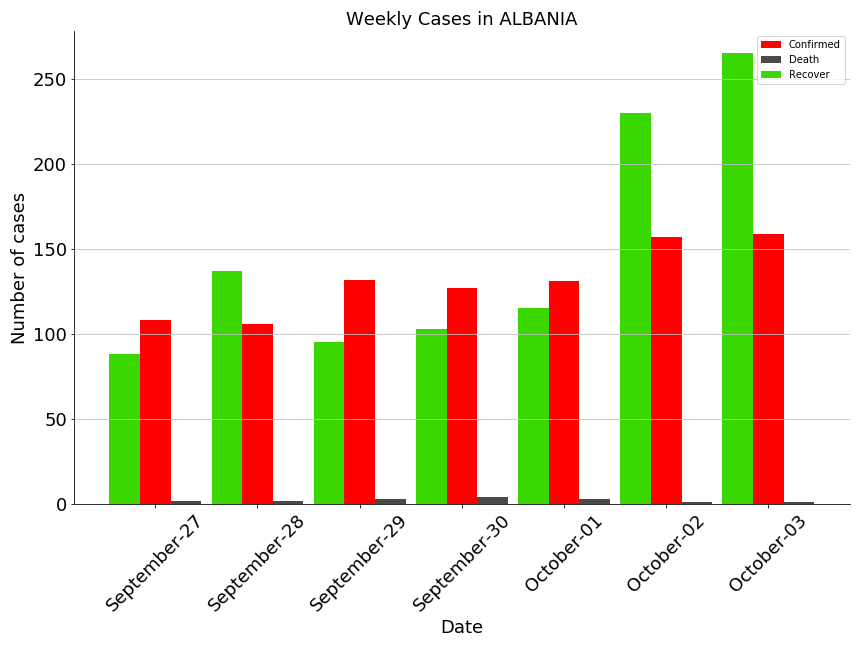 Weekly Cases in ALBANIA
Confirmed
Death
Recover
Number of cases
250
200
150
100
50
0
September-27
September-28
September-29
September-30
October-01
October-02
October-03
Date